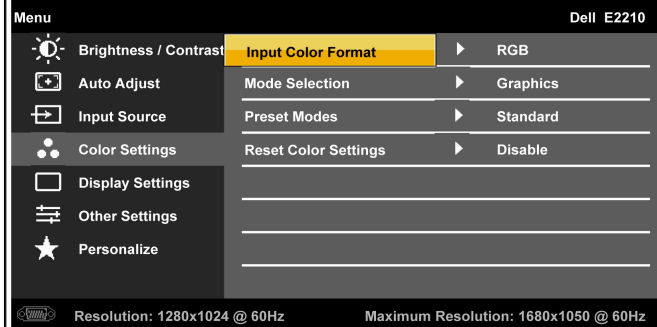 Menu Dell E2210
Brightness / Contrast Input Color Format RGB
Auto Adjust Mode Selection Graphics
Input Source Preset Modes Standard
Color Settings Reset Color Settings Disable
Display Settings
Other Settings
Personalize
Resolution: 1280x1024 @ 60Hz Maximum Resolution: 1680x1050 @ 60Hz